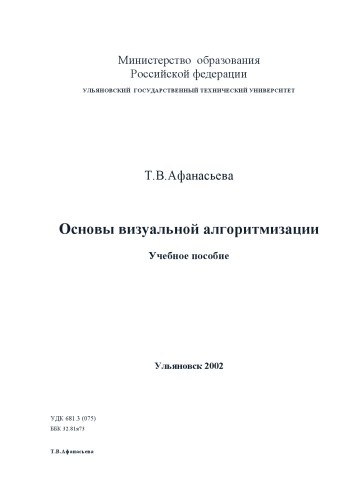 Министерство образования
Российской федерации
УЛЬЯНОВСКИЙ ГОСУДАРСТВЕННЫЙ ТЕХНИЧЕСКИЙ УНИВЕРСИТЕТ
Т.В.Афанасьева
Основы визуальной алгоритмизации
Учебное пособие
Ульяновск 2002
УДК 681.3 (075)
ББК 32.81я73
Т.В.Афанасьева